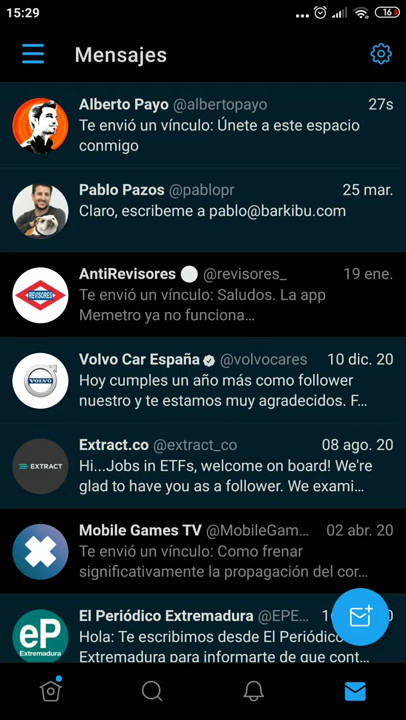 15:29
16
Mensajes
Alberto Payo @albertopayo 27s
Te envió un vínculo: Únete a este espacio
conmigo
Pablo Pazos @pablopr 25 mar.
Claro, escribeme a pablo@barkibu.com
AntiRevisores @revisores_ 19 ene.
REVISORES
Te envió un vínculo: Saludos. La app
Memetro ya no funciona...
Volvo Car España @volvocares 10 dic. 20
VOLVO
Hoy cumples un año más como follower
nuestro y te estamos muy agradecidos. F...
Extract.co @extract_co 08 ago. 20
EXTRACT
Hi...Jobs in ETFs, welcome on board! We're
glad to have you as a follower. We exami...
Mobile Games TV @MobileGam... 02 abr. 20
Te envió un vínculo: Como frenar
significativamente la propagación del cor...
El Periódico Extremadura @EPE...
eP
Extremadura
Hola: Te escribimos desde El Periódico
Extremadura para informarte de que cont...